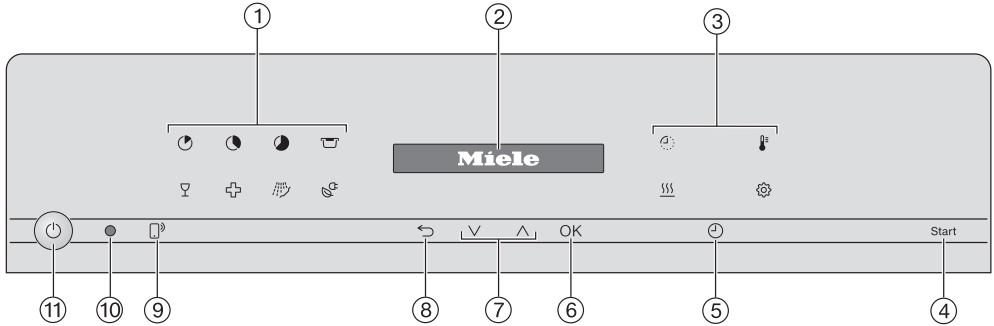 ① ② ③
Miele
OK Start
⑪ ⑩ ⑨ ⑧ ⑦ ⑥ ⑤ ④